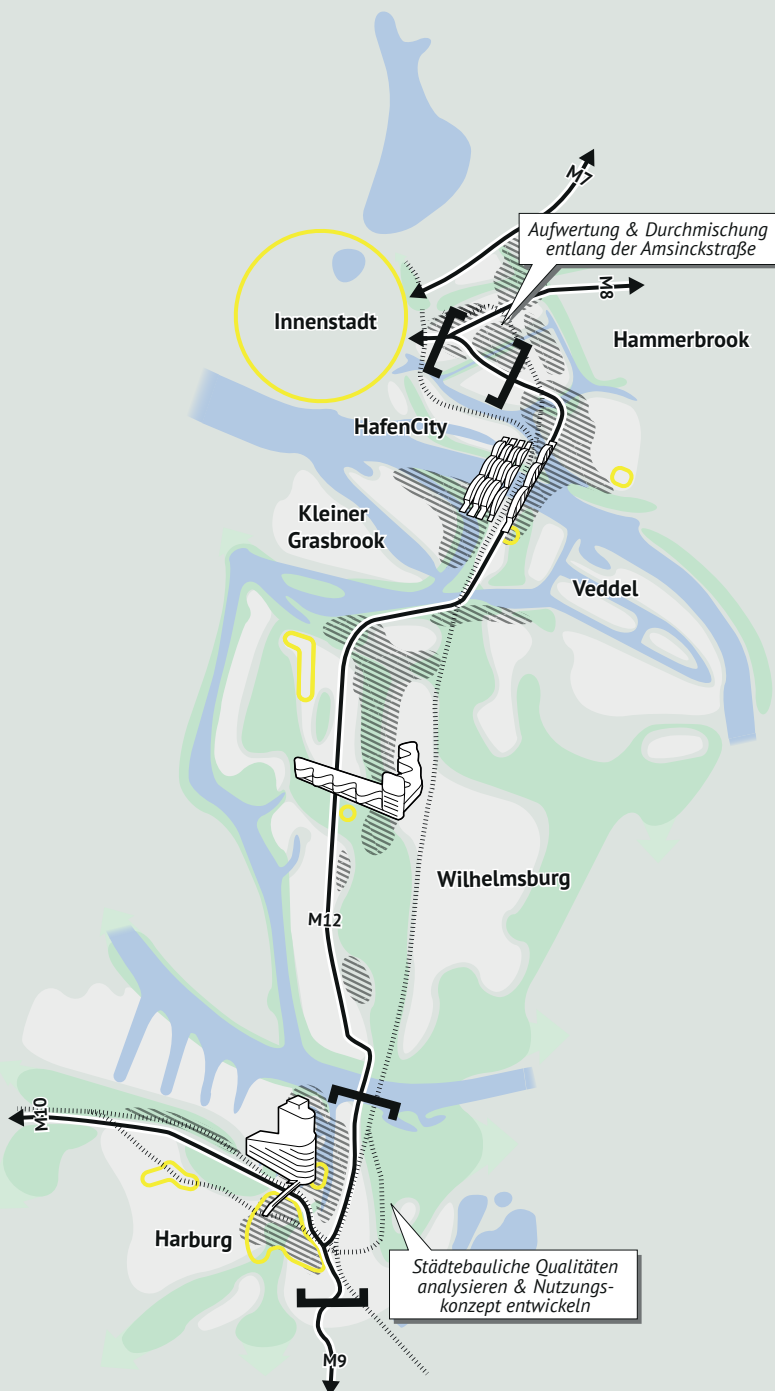 M7
Aufwertung & Durchmischung
entlang der Amsinckstraße
M8
Innenstadt
Hammerbrook
HafenCity
Kleiner
Grasbrook
Veddel
Wilhelmsburg
M12
M10
Harburg
Städtebauliche Qualitäten
analysieren & Nutzungs-
konzept entwickeln
M9